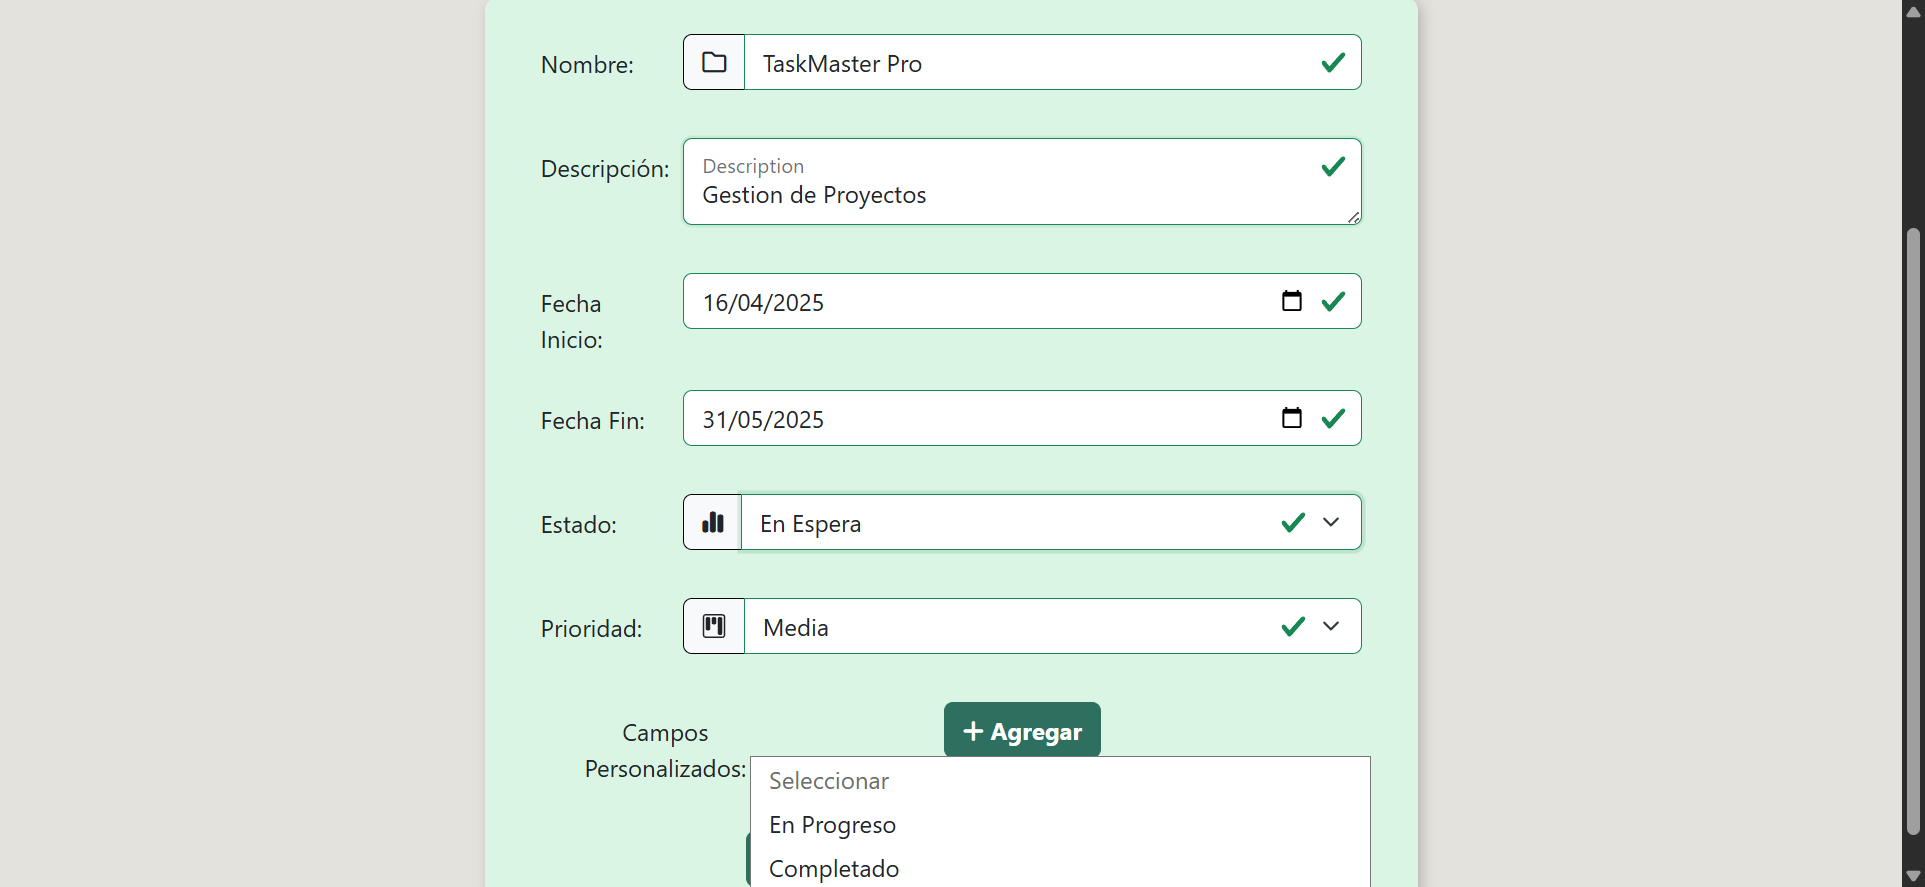 Nombre:
TaskMaster Pro
Descripción:
Description
Gestion de Proyectos
Fecha
Inicio:
16/04/2025
Fecha Fin:
31/05/2025
Estado:
En Espera
Prioridad:
Media
Campos
Personalizados:
+ Agregar
Seleccionar
En Progreso
Completado